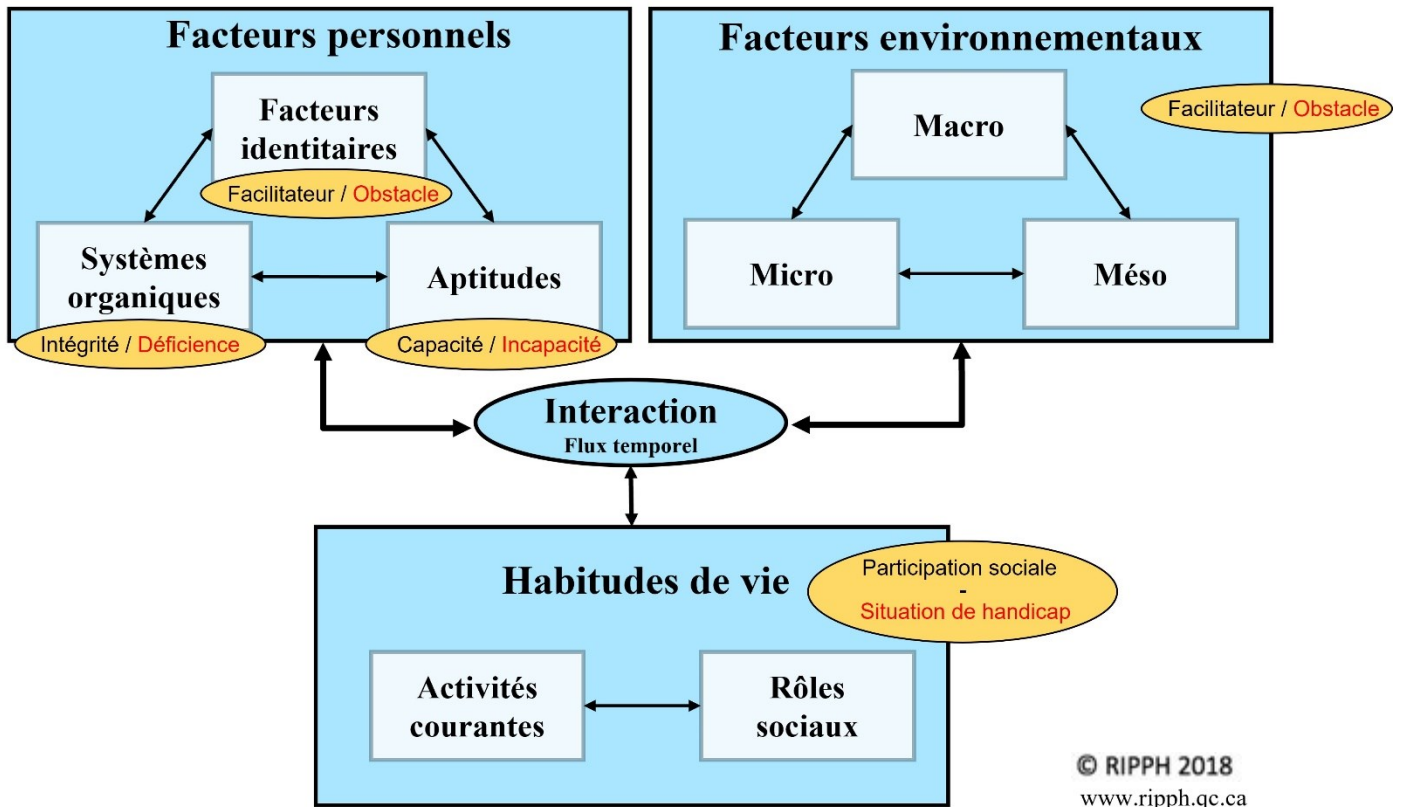 Facteurs personnels
Facteurs
identitaires
Facilitateur / Obstacle
Systèmes
organiques
Intégrité / Déficience
Aptitudes
Capacité / Incapacité
Facteurs environnementaux
Facilitateur / Obstacle
Macro
Micro
Méso
Interaction
Flux temporel
Habitudes de vie
Participation sociale
-
Situation de handicap
Activités
courantes
Rôles
sociaux
© RIPPH 2018
www.ripph.qc.ca